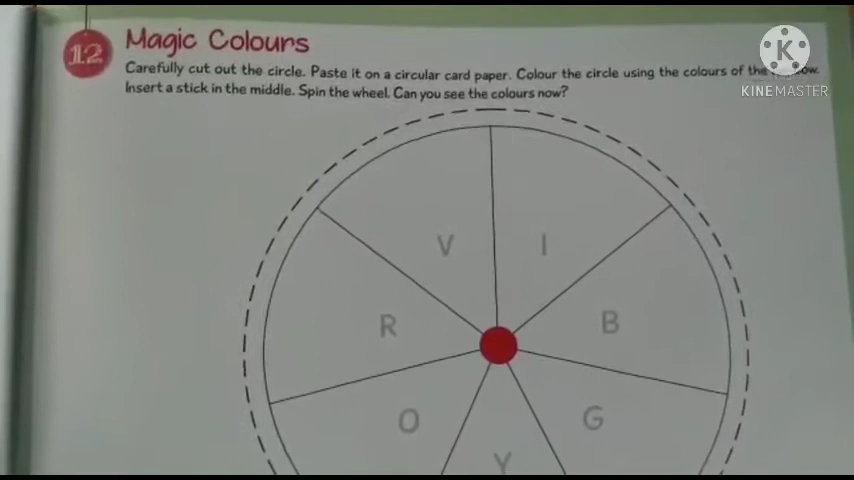 12
Magic Colours
Carefully cut out the circle. Paste it on a circular card paper. Colour the circle using the colours of the
Insert a stick in the middle. Spin the wheel. Can you see the colours now?
K
KINEMASTER
V I
R B
O G
Y